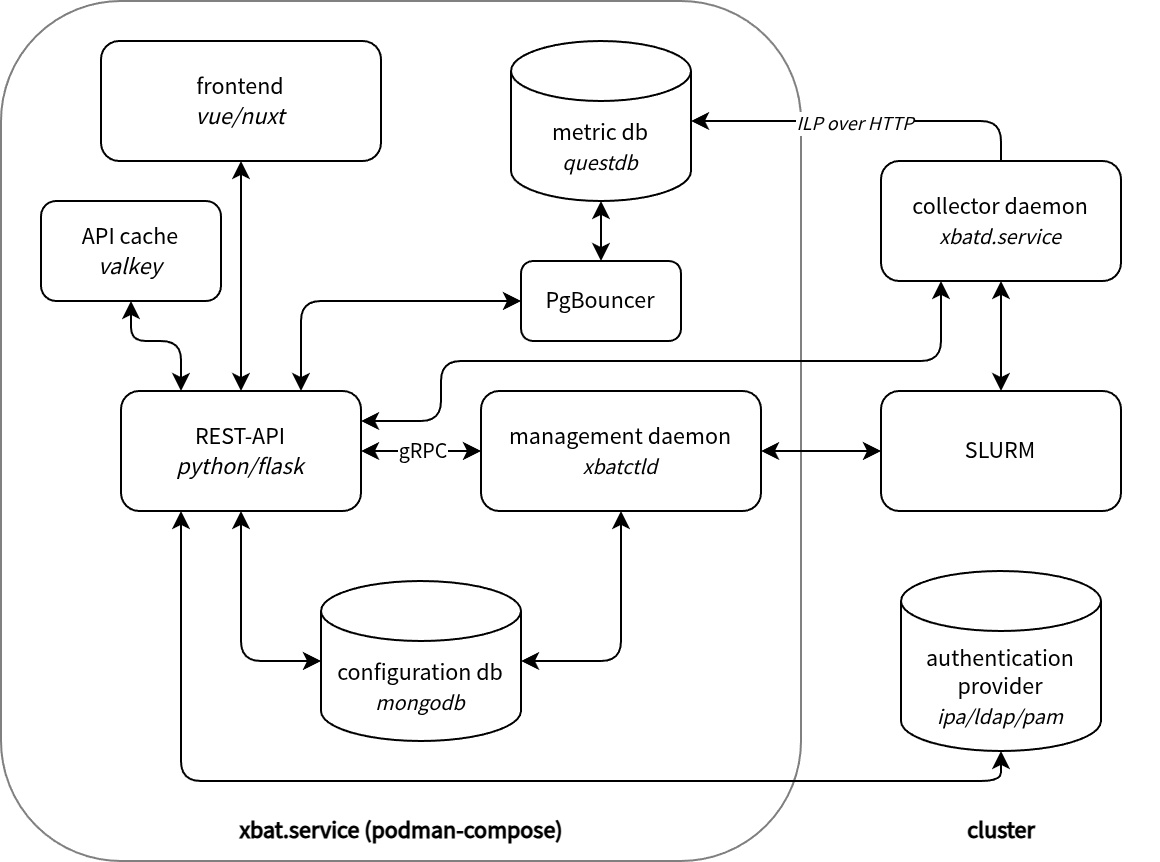 frontend
vue/nuxt
metric db
questdb
ILP over HTTP
collector daemon
xbatd.service
API cache
valkey
PgBouncer
REST-API
python/flask
gRPC
management daemon
xbatctld
SLURM
configuration db
mongodb
authentication
provider
ipa/ldap/pam
xbat.service (podman-compose)
cluster